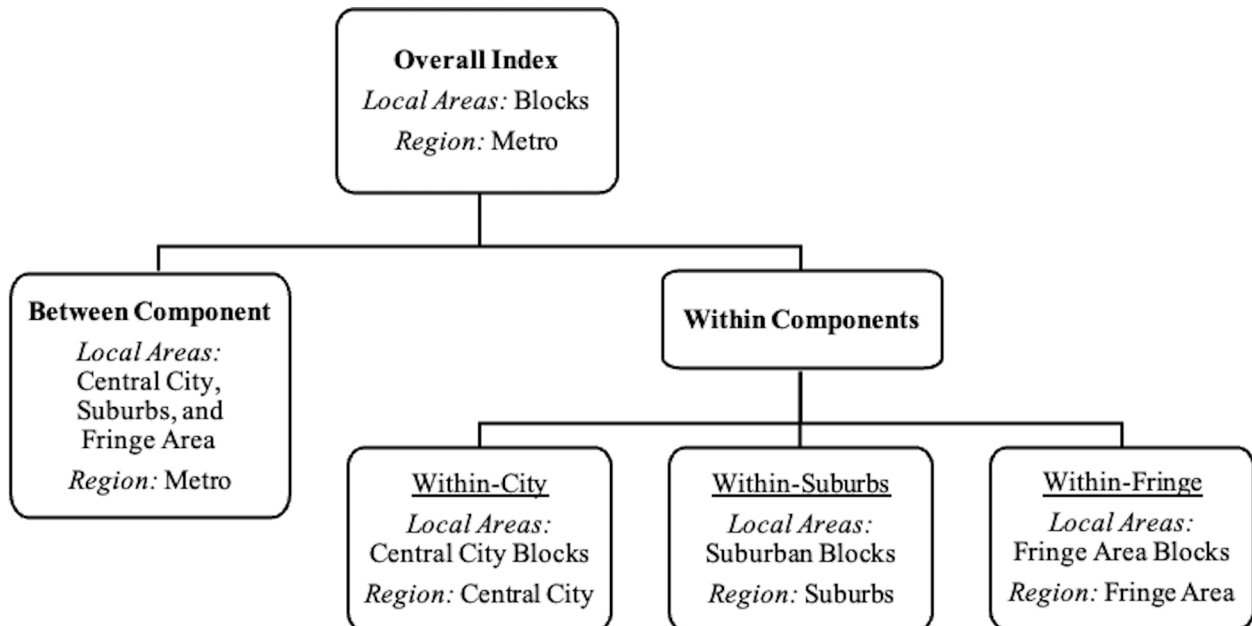 Overall Index
Local Areas: Blocks
Region: Metro
Between Component
Local Areas:
Central City,
Suburbs, and
Fringe Area
Region: Metro
Within Components
Within-City
Local Areas:
Central City Blocks
Region: Central City
Within-Suburbs
Local Areas:
Suburban Blocks
Region: Suburbs
Within-Fringe
Local Areas:
Fringe Area Blocks
Region: Fringe Area